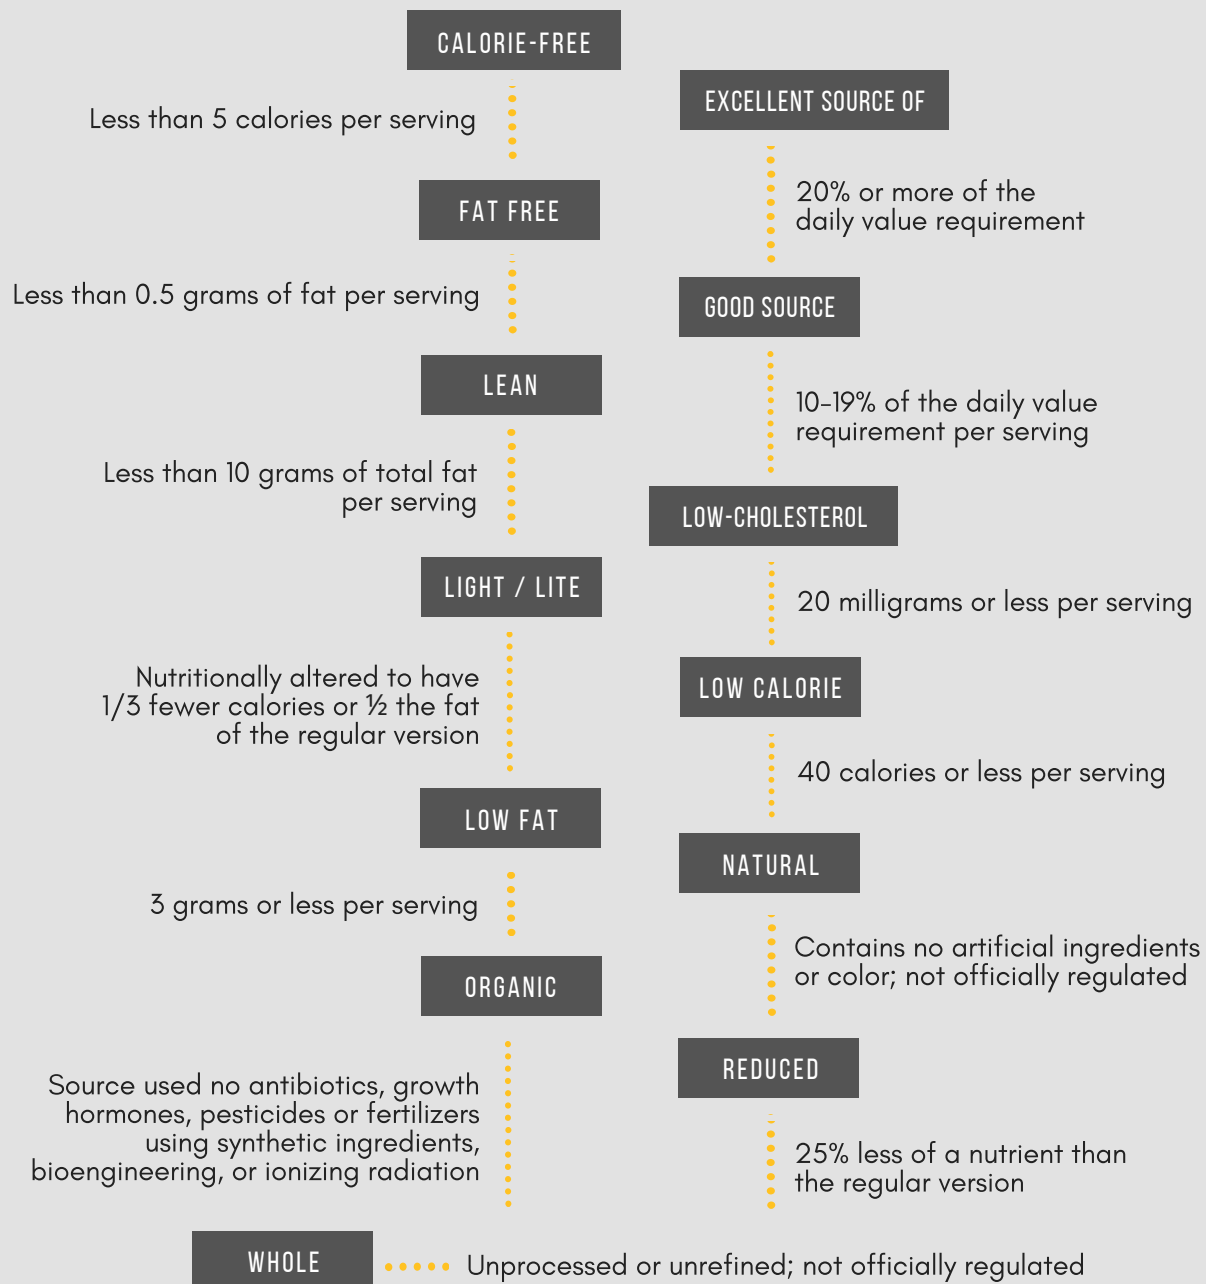 CALORIE-FREE
Less than 5 calories per serving
FAT FREE
Less than 0.5 grams of fat per serving
LEAN
Less than 10 grams of total fat
per serving
LIGHT / LITE
Nutritionally altered to have
1/3 fewer calories or ½ the fat
of the regular version
LOW FAT
3 grams or less per serving
ORGANIC
Source used no antibiotics, growth
hormones, pesticides or fertilizers
using synthetic ingredients,
bioengineering, or ionizing radiation
EXCELLENT SOURCE OF
20% or more of the
daily value requirement
GOOD SOURCE
10-19% of the daily value
requirement per serving
LOW-CHOLESTEROL
20 milligrams or less per serving
LOW CALORIE
40 calories or less per serving
NATURAL
Contains no artificial ingredients
or color; not officially regulated
REDUCED
25% less of a nutrient than
the regular version
WHOLE
Unprocessed or unrefined; not officially regulated